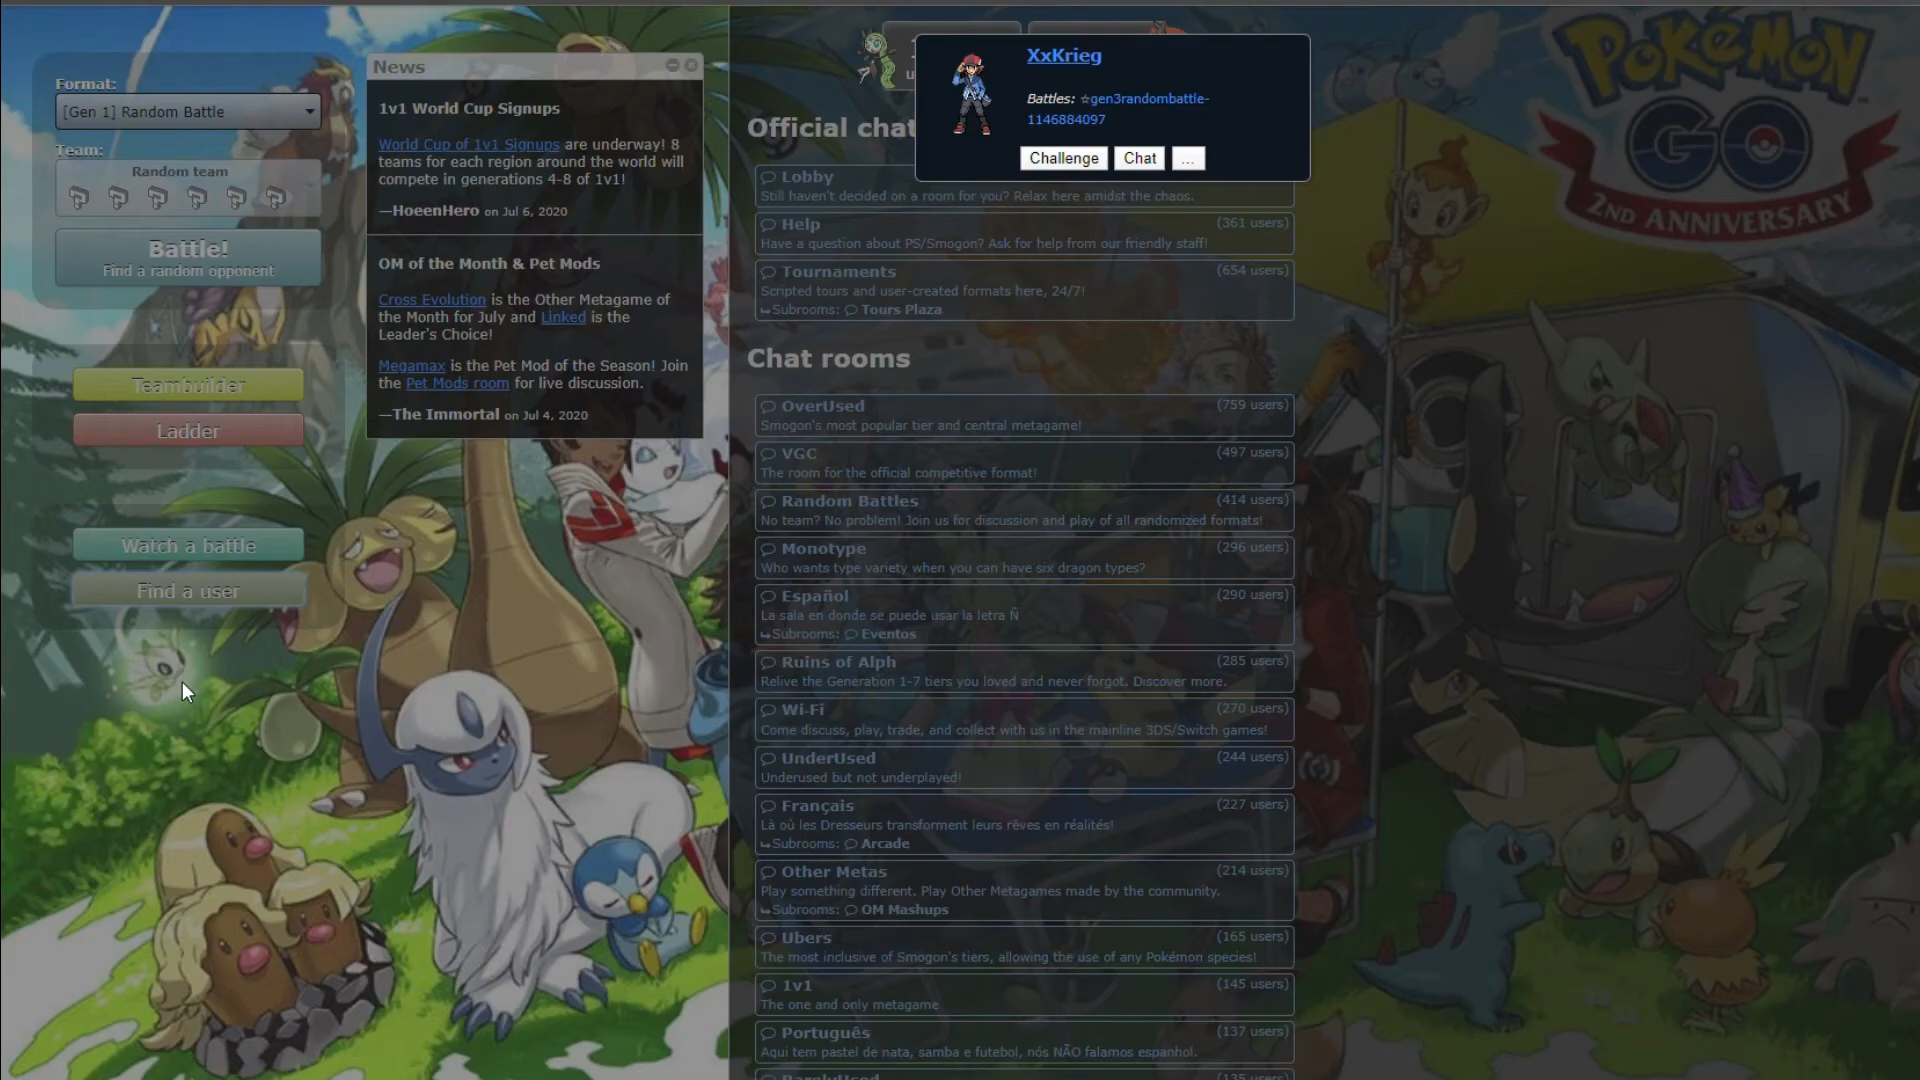 Format:
[Gen 1] Random Battle
Team:
Random team
Battle!
Find a random opponent
Teambuilder
Ladder
Watch a battle
Find a user
News
1v1 World Cup Signups
World Cup of 1v1 Signups are underway! 8
teams for each region around the world will
compete in generations 4-8 of 1v1!
—HoeenHero on Jul 6, 2020
OM of the Month & Pet Mods
Cross Evolution is the Other Metagame of
the Month for July and Linked is the
Leader's Choice!
Megamax is the Pet Mod of the Season! Join
the Pet Mods room for live discussion.
—The Immortal on Jul 4, 2020
XxKrieg
Battles: ☆gen3randombattle-
1146884097
Challenge Chat ...
Official chat
Lobby
Still haven't decided on a room for you? Relax here amidst the chaos.
Help (361 users)
Have a question about PS/Smogon? Ask for help from our friendly staff!
Tournaments (654 users)
Scripted tours and user-created formats here, 24/7!
Subrooms: Tours Plaza
Chat rooms
OverUsed (759 users)
Smogon's most popular tier and central metagame!
VGC (497 users)
The room for the official competitive format!
Random Battles (414 users)
No team? No problem! Join us for discussion and play of all randomized formats!
Monotype (296 users)
Who wants type variety when you can have six dragon types?
Español (290 users)
La sala en donde se puede usar la letra Ñ
Subrooms: Eventos
Ruins of Alph (285 users)
Relive the Generation 1-7 tiers you loved and never forgot. Discover more.
Wi-Fi (270 users)
Come discuss, play, trade, and collect with us in the mainline 3DS/Switch games!
UnderUsed (244 users)
Underused but not underplayed!
Français (227 users)
Là où les Dresseurs transforment leurs rêves en réalités!
Subrooms: Arcade
Other Metas (214 users)
Play something different. Play Other Metagames made by the community.
Subrooms: OM Mashups
Ubers (165 users)
The most inclusive of Smogon's tiers, allowing the use of any Pokémon species!
1v1 (145 users)
The one and only metagame
Português (137 users)
Aqui tem pastel de nata, samba e futebol, nós NÃO falamos espanhol.
RarelyUsed (135 users)
POKÉMON
GO
2ND ANNIVERSARY